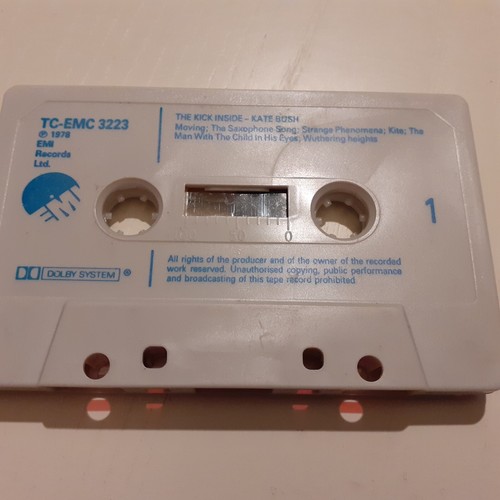 TC-EMC 3223
℗ 1978
EMI
Records
Ltd.
EMI
THE KICK INSIDE – KATE BUSH
Moving; The Saxophone Song; Strange Phenomena; Kite; The
Man With The Child In His Eyes; Wuthering heights
1
DOLBY SYSTEM ®
All rights of the producer and of the owner of the recorded
work reserved. Unauthorised copying, public performance
and broadcasting of this tape record prohibited.